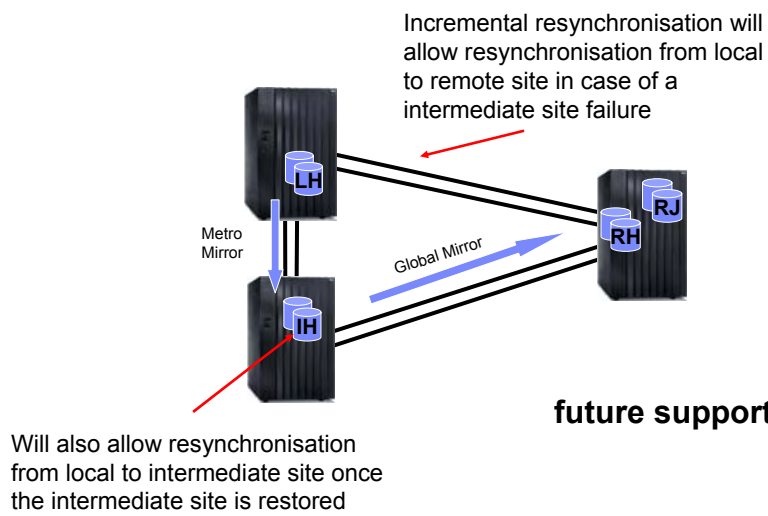 Incremental resynchronisation will
allow resynchronisation from local
to remote site in case of a
intermediate site failure
LH
RJ
RH
Metro
Mirror
Global Mirror
IH
future support
Will also allow resynchronisation
from local to intermediate site once
the intermediate site is restored